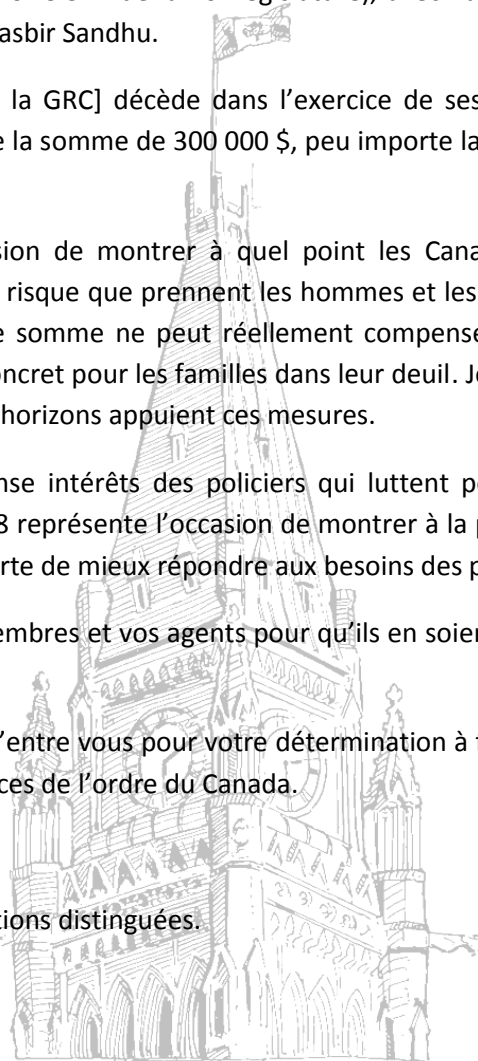 asbir Sandhu.
la GRC] décède dans l'exercice de ses
e la somme de 300 000 $, peu importe la
sion de montrer à quel point les Cana
risque que prennent les hommes et les
e somme ne peut réellement compense
oncret pour les familles dans leur deuil. J
horizons appuient ces mesures.
nse intérêts des policiers qui luttent p
8 représente l'occasion de montrer à la p
rte de mieux répondre aux besoins des p
embres et vos agents pour qu'ils en soier
'entre vous pour votre détermination à f
ces de l'ordre du Canada.
tions distinguées.